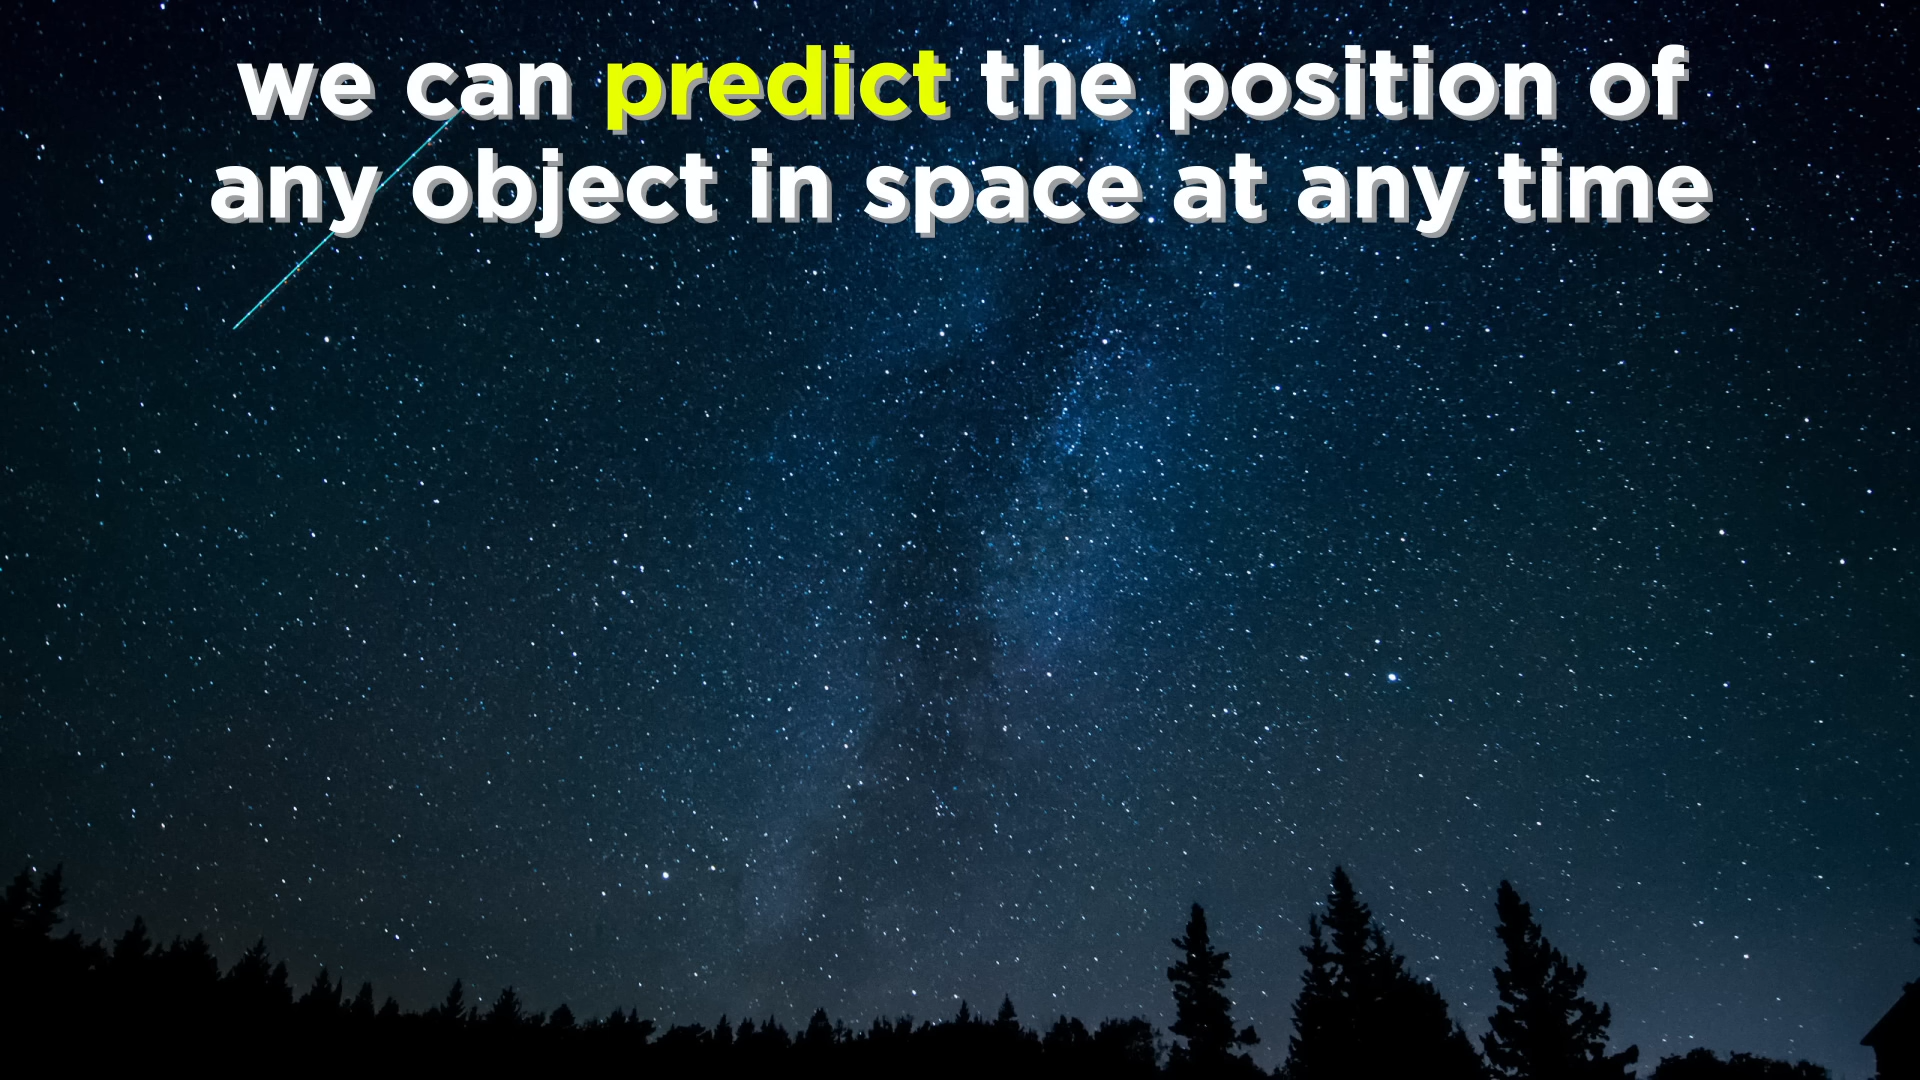 we can predict the position of
any object in space at any time